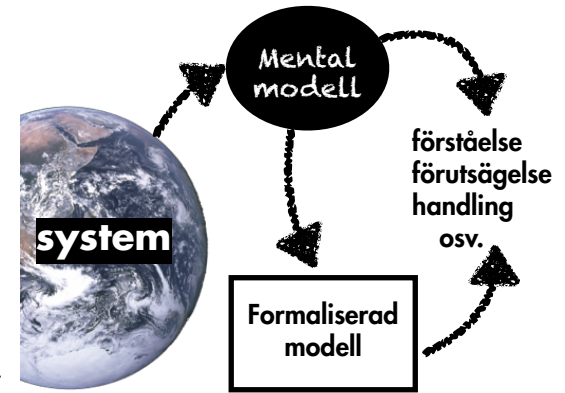 Mental
modell
system
förståelse
förutsägelse
handling
osv.
Formaliserad
modell